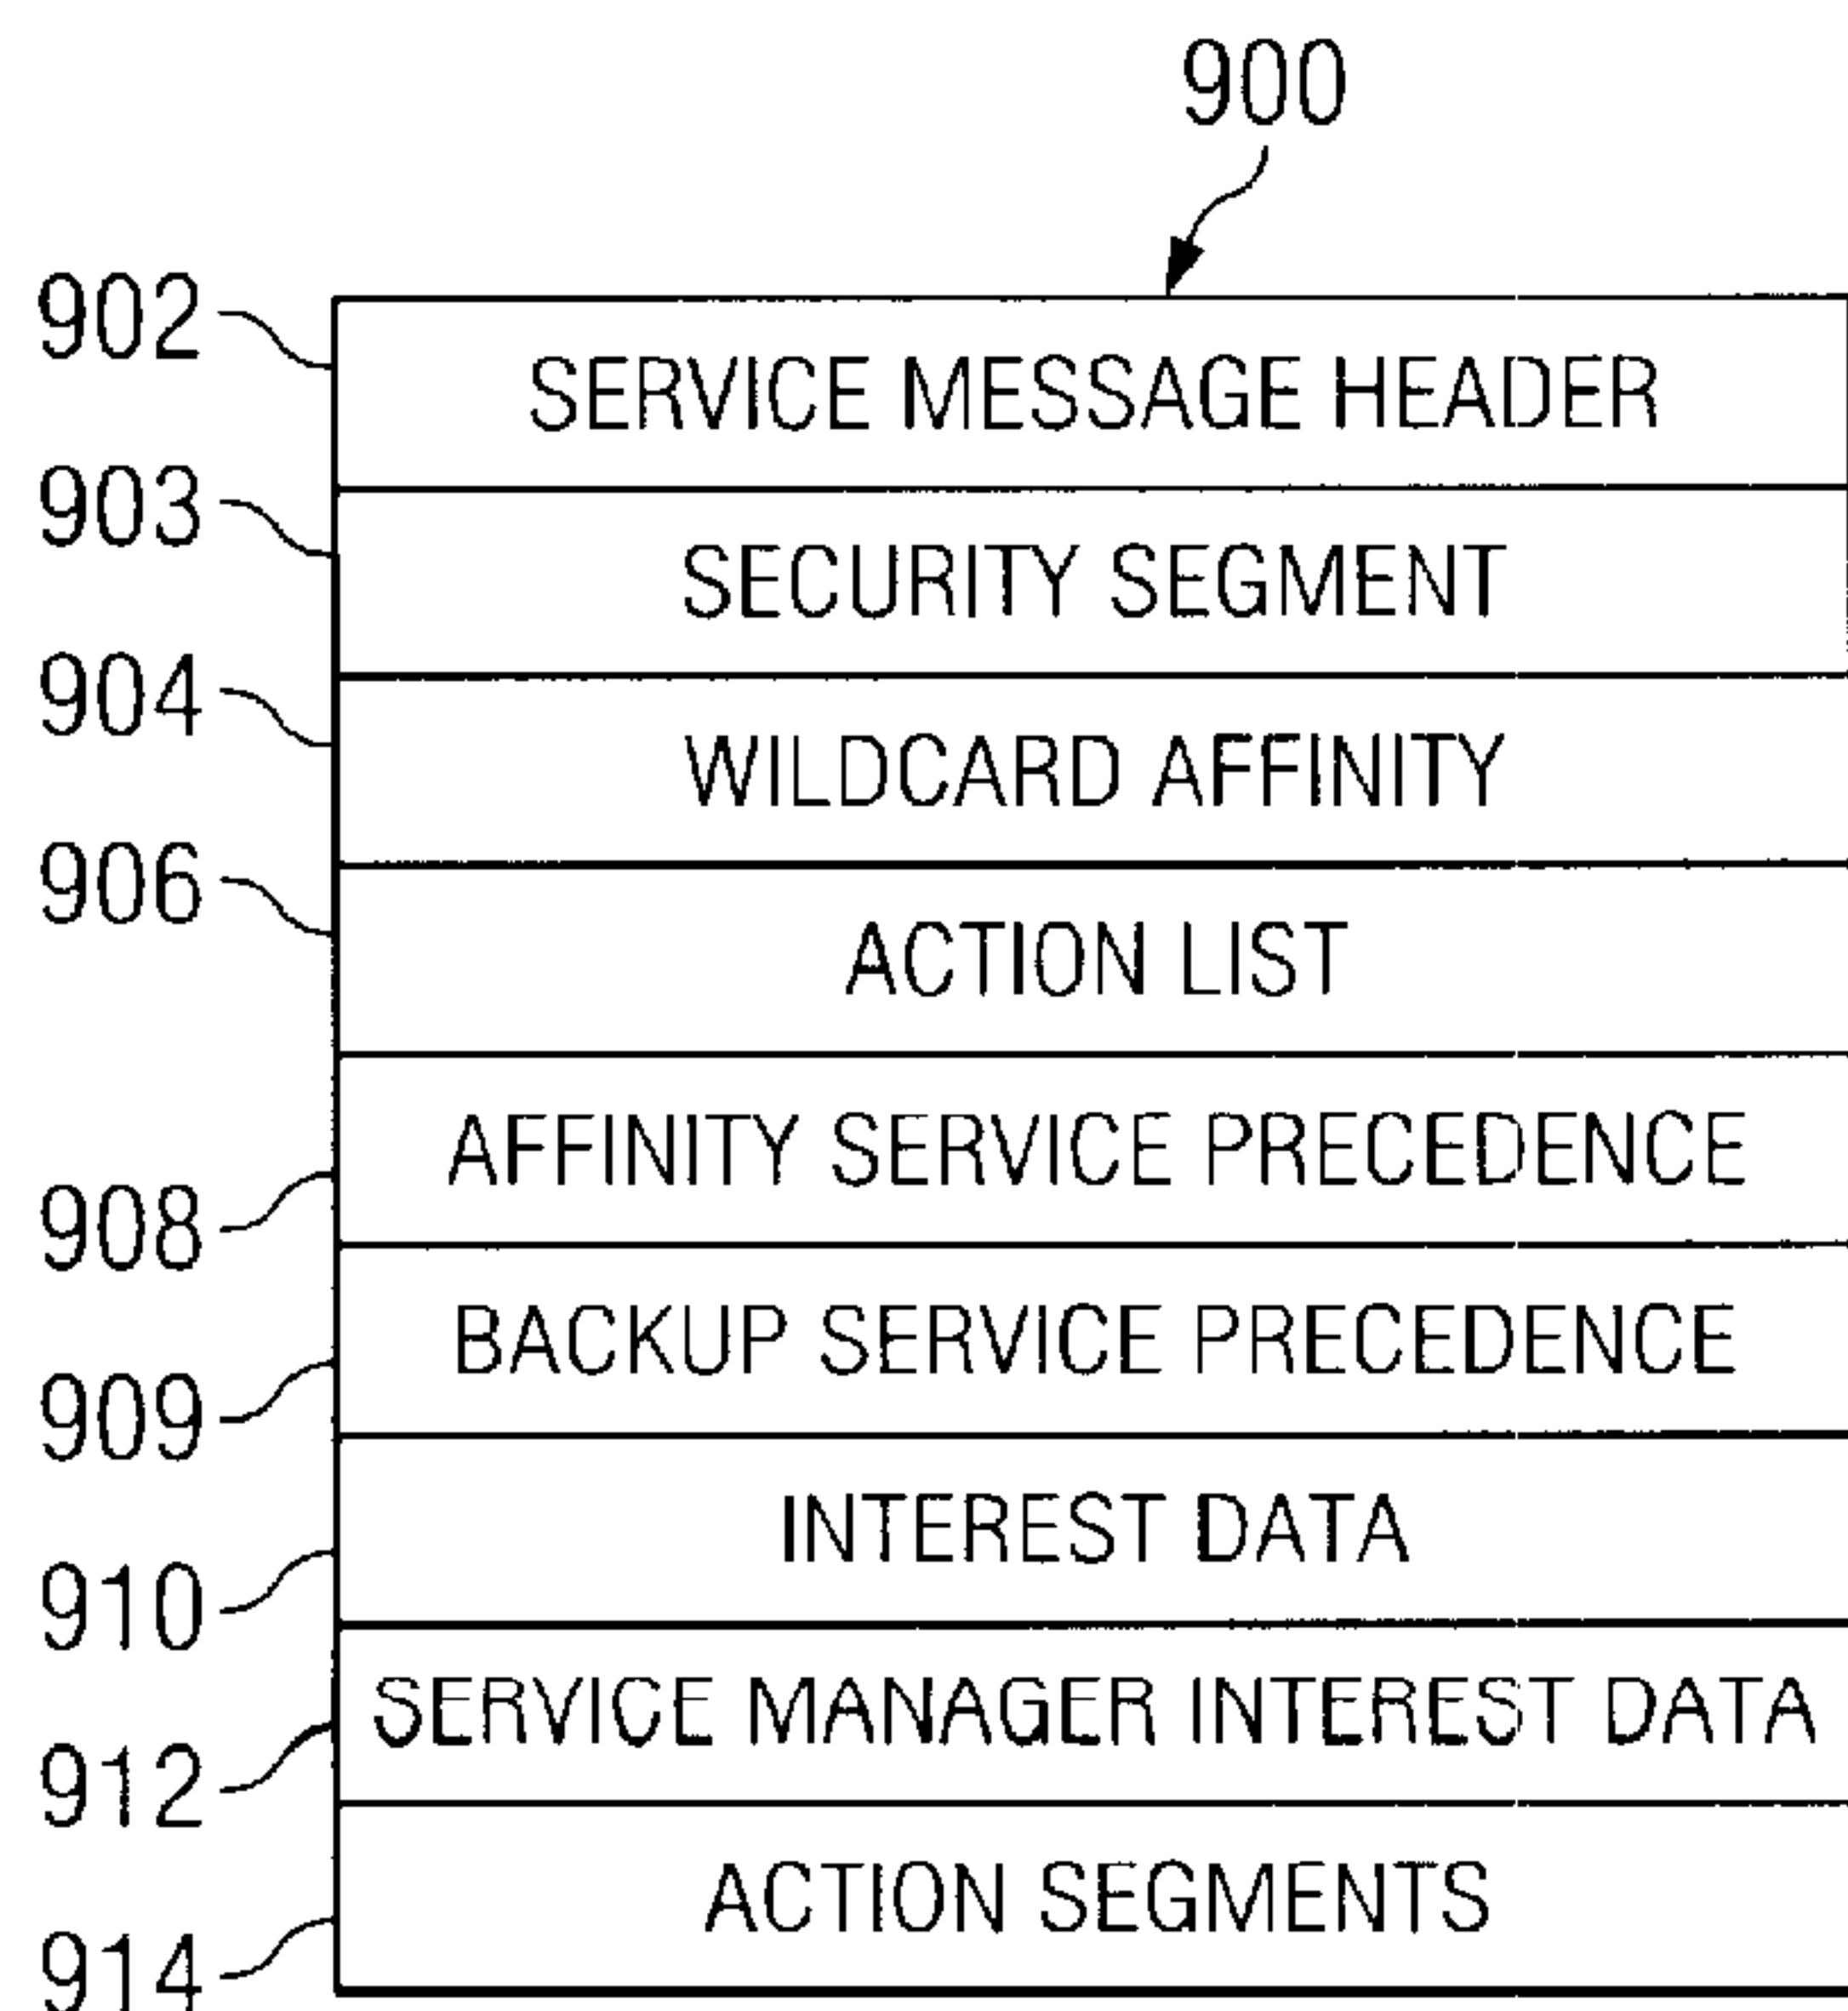 900
902
SERVICE MESSAGE HEADER
903
SECURITY SEGMENT
904
WILDCARD AFFINITY
906
ACTION LIST
AFFINITY SERVICE PRECEDENCE
908
BACKUP SERVICE PRECEDENCE
909
INTEREST DATA
910
SERVICE MANAGER INTEREST DATA
912
ACTION SEGMENTS
914